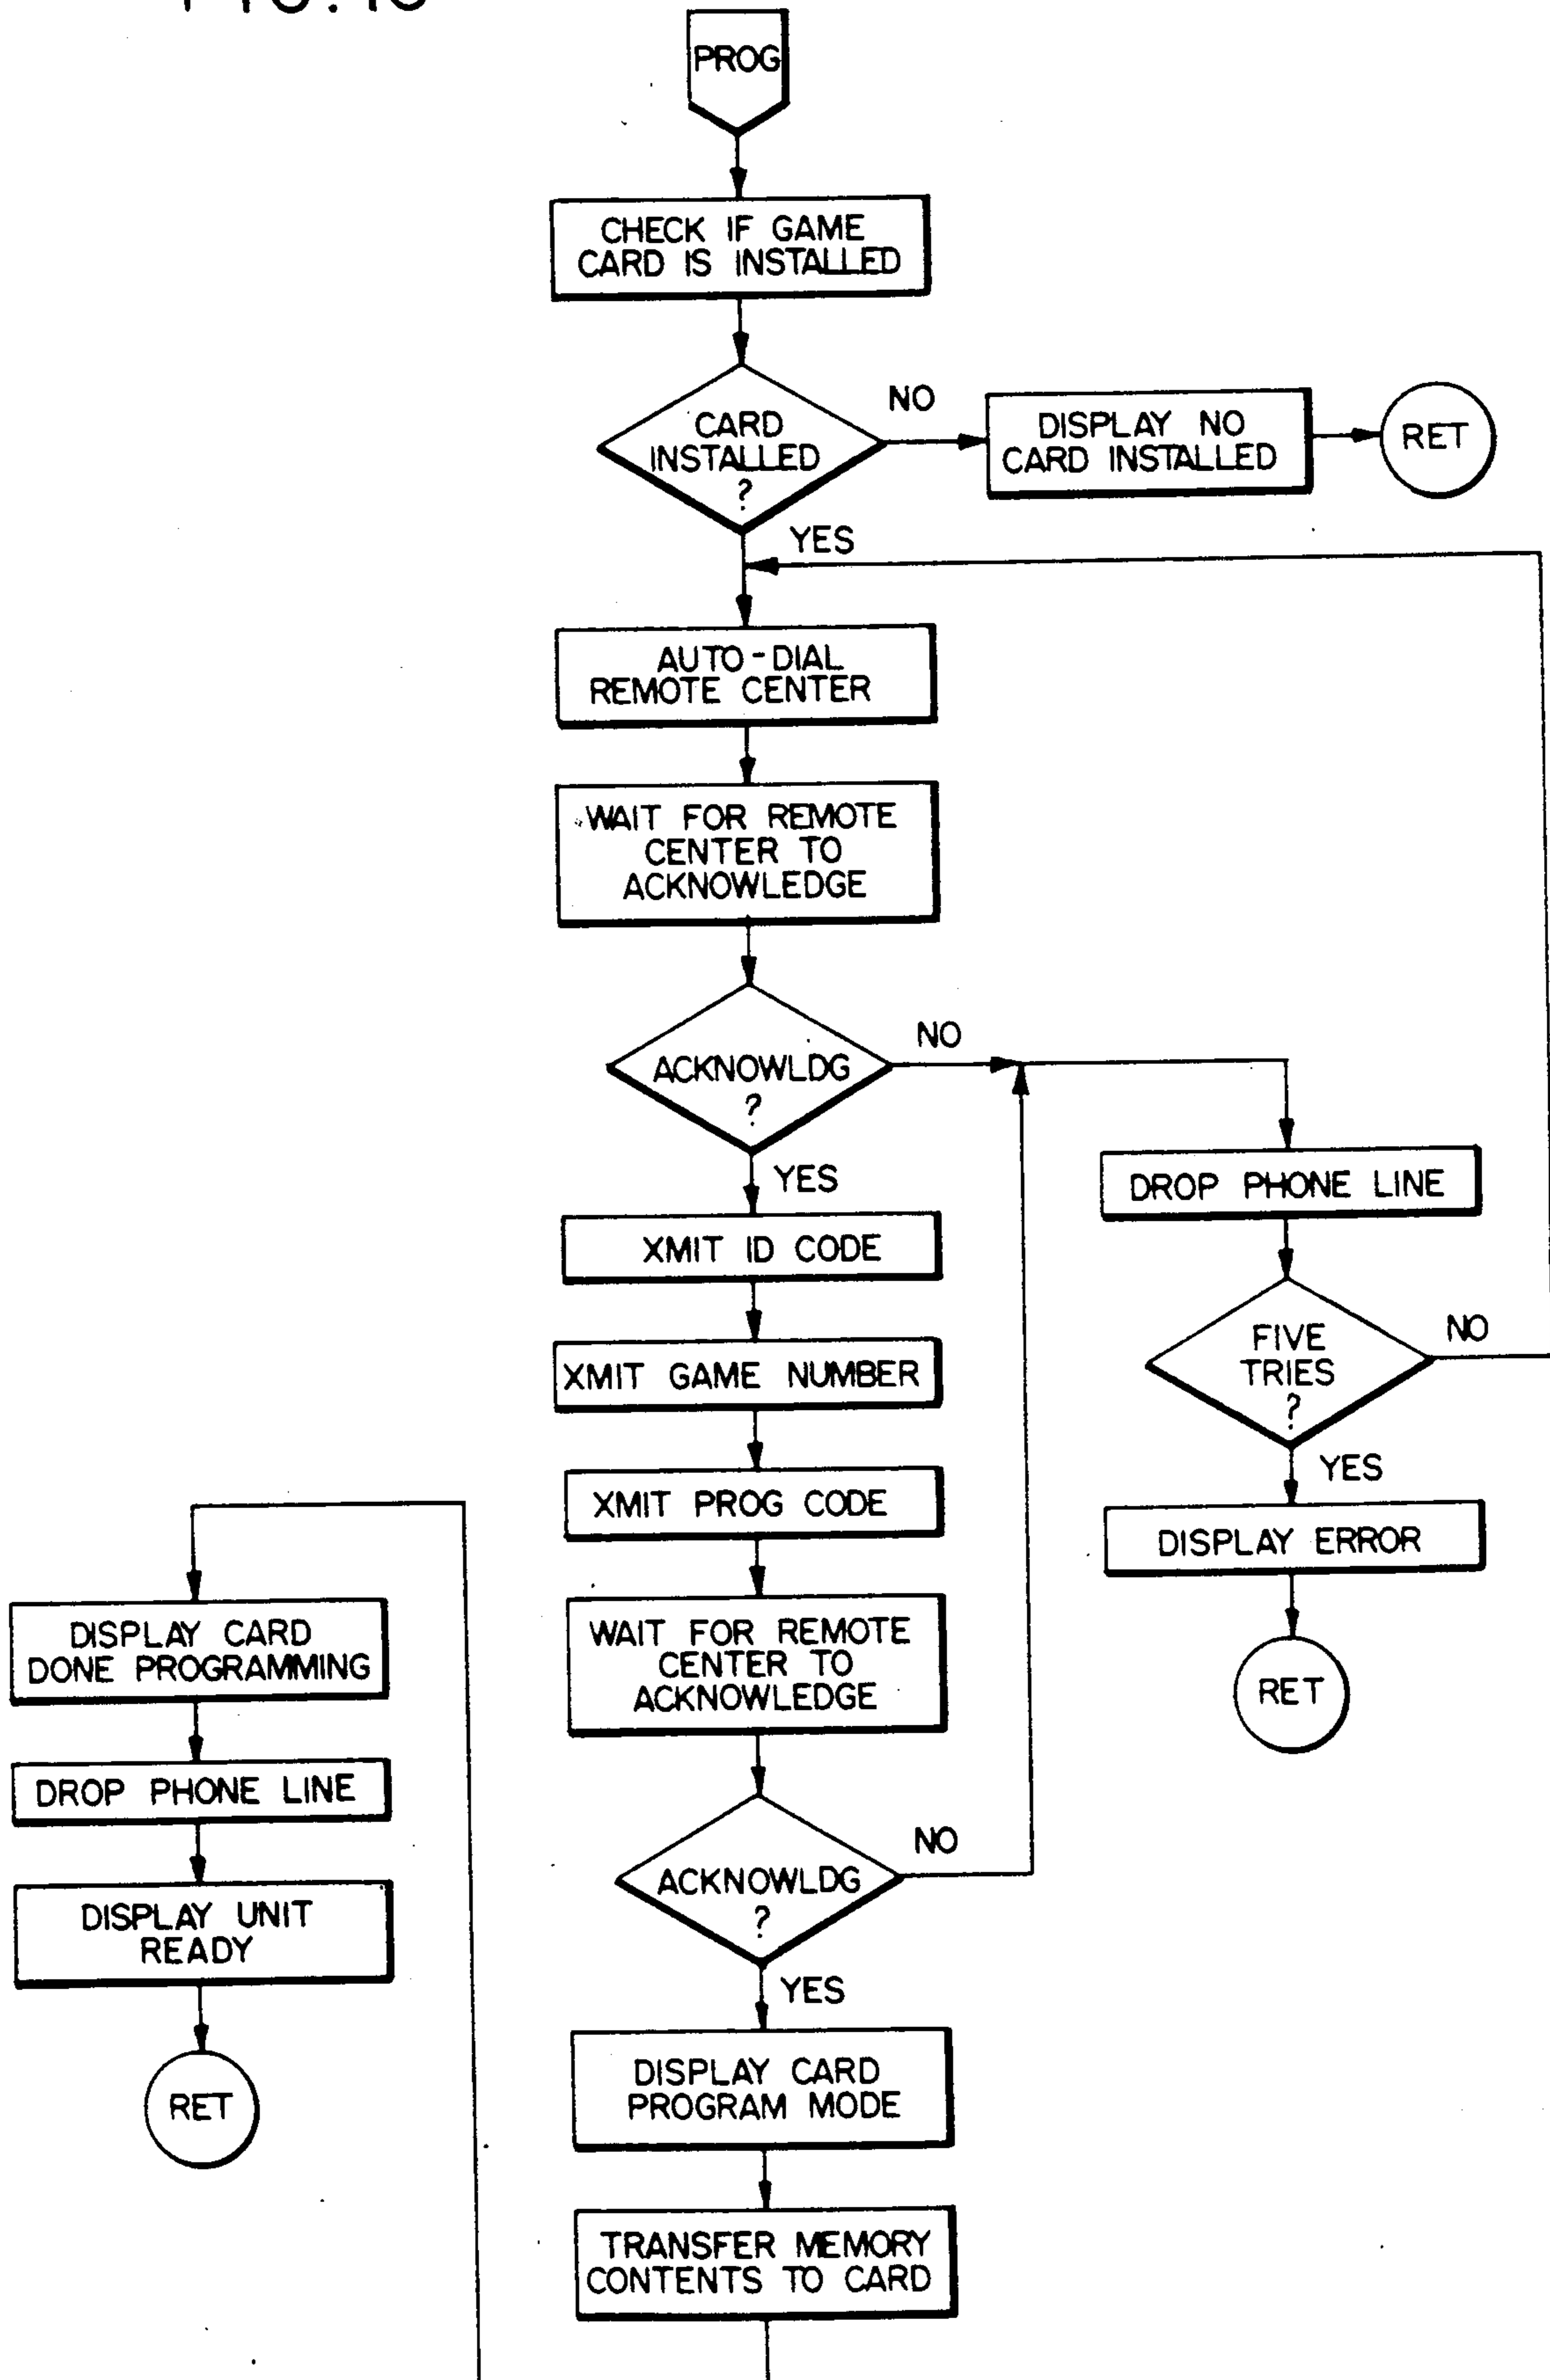 PROG
CHECK IF GAME
CARD IS INSTALLED
CARD
INSTALLED
?
NO
DISPLAY NO
CARD INSTALLED
RET
YES
AUTO-DIAL
REMOTE CENTER
WAIT FOR REMOTE
CENTER TO
ACKNOWLEDGE
ACKNOWLDG
?
NO
YES
DROP PHONE LINE
XMIT ID CODE
FIVE
TRIES
?
NO
XMIT GAME NUMBER
YES
XMIT PROG CODE
DISPLAY ERROR
RET
WAIT FOR REMOTE
CENTER TO
ACKNOWLEDGE
ACKNOWLDG
?
NO
YES
DISPLAY CARD
PROGRAM MODE
TRANSFER MEMORY
CONTENTS TO CARD
DISPLAY CARD
DONE PROGRAMMING
DROP PHONE LINE
DISPLAY UNIT
READY
RET